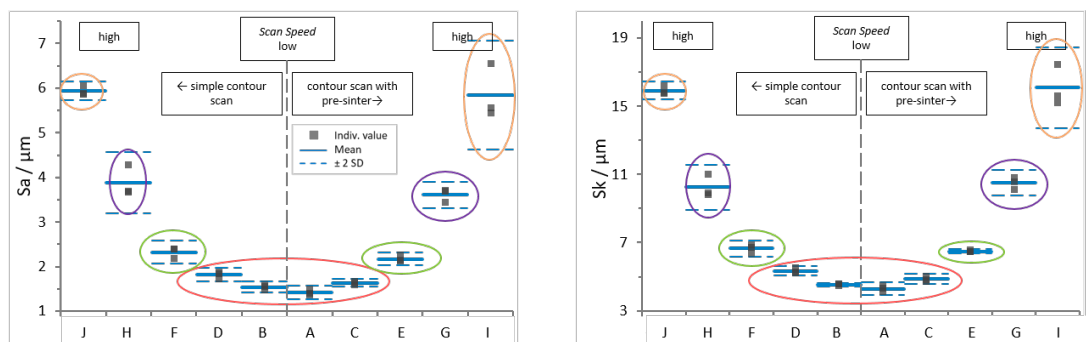 Sa / µm
7
6
5
4
3
2
1
high
Scan Speed
low
high
← simple contour
scan
contour scan with
pre-sinter→
Indiv. value
Mean
± 2 SD
J H F D B A C E G I
Sk / µm
19
15
11
7
3
high
Scan Speed
low
high
← simple contour
scan
contour scan with
pre-sinter→
J H F D B A C E G I